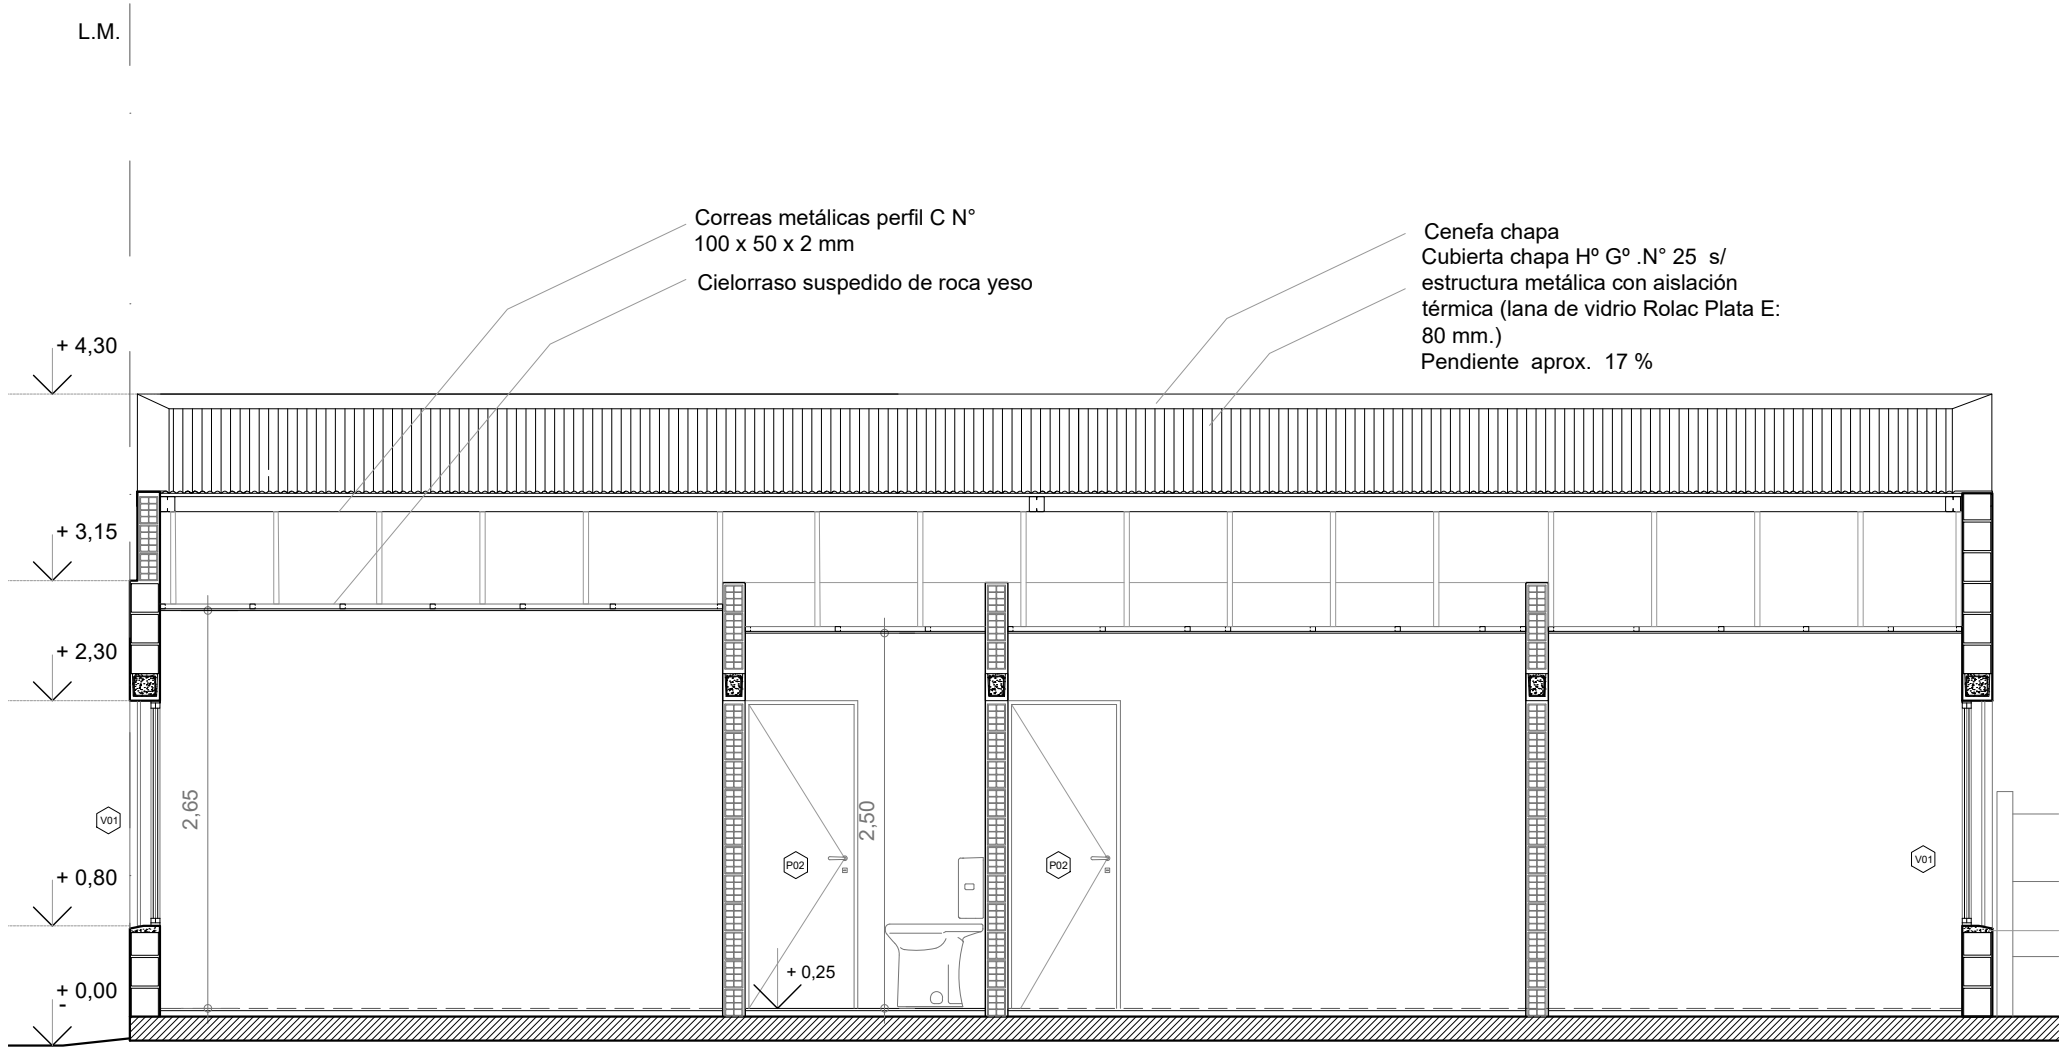 L.M.
Correas metálicas perfil C N°
100 x 50 x 2 mm
Cielorraso suspedido de roca yeso
Cenefa chapa
Cubierta chapa Hº Gº .N° 25 s/
estructura metálica con aislación
térmica (lana de vidrio Rolac Plata E:
80 mm.)
Pendiente aprox. 17 %
+ 4,30
+ 3,15
+ 2,30
+ 0,80
+ 0,00
-
V01
2,65
P02
2,50
+ 0,25
P02
V01